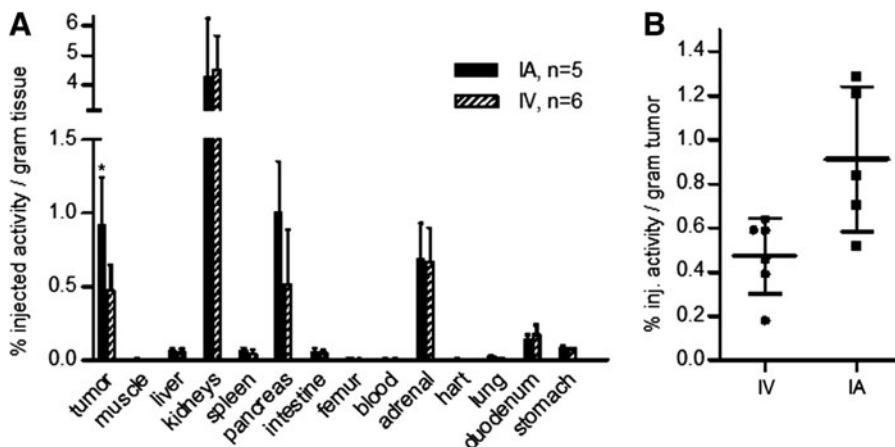 A
B
% injected activity / gram tissue
6
4
1.5
1.0
0.5
0.0
*
IA, n=5
IV, n=6
tumor
muscle
liver
kidneys
spleen
pancreas
intestine
femur
blood
adrenal
hart
lung
duodenum
stomach
% inj. activity / gram tumor
1.4
1.2
1.0
0.8
0.6
0.4
0.2
0.0
IV
IA